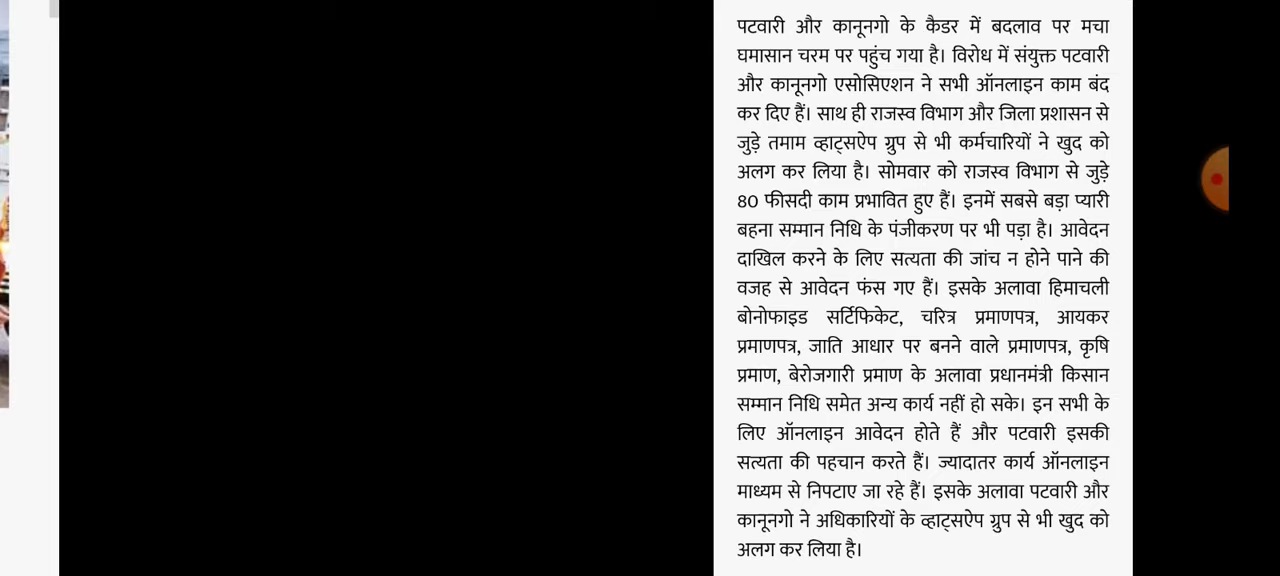 पटवारी और कानूनगो के कैडर में बदलाव पर मचा
घमासान चरम पर पहुंच गया है। विरोध में संयुक्त पटवारी
और कानूनगो एसोसिएशन ने सभी ऑनलाइन काम बंद
कर दिए हैं। साथ ही राजस्व विभाग और जिला प्रशासन से
जुड़े तमाम व्हाट्सऐप ग्रुप से भी कर्मचारियों ने खुद को
अलग कर लिया है। सोमवार को राजस्व विभाग से जुड़े
80 फीसदी काम प्रभावित हुए हैं। इनमें सबसे बड़ा प्यारी
बहना सम्मान निधि के पंजीकरण पर भी पड़ा है। आवेदन
दाखिल करने के लिए सत्यता की जांच न होने पाने की
वजह से आवेदन फंस गए हैं। इसके अलावा हिमाचली
बोनोफाइड सर्टिफिकेट, चरित्र प्रमाणपत्र, आयकर
प्रमाणपत्र, जाति आधार पर बनने वाले प्रमाणपत्र, कृषि
प्रमाण, बेरोजगारी प्रमाण के अलावा प्रधानमंत्री किसान
सम्मान निधि समेत अन्य कार्य नहीं हो सके। इन सभी के
लिए ऑनलाइन आवेदन होते हैं और पटवारी इसकी
सत्यता की पहचान करते हैं। ज्यादातर कार्य ऑनलाइन
माध्यम से निपटाए जा रहे हैं। इसके अलावा पटवारी और
कानूनगो ने अधिकारियों के व्हाट्सऐप ग्रुप से भी खुद को
अलग कर लिया है।